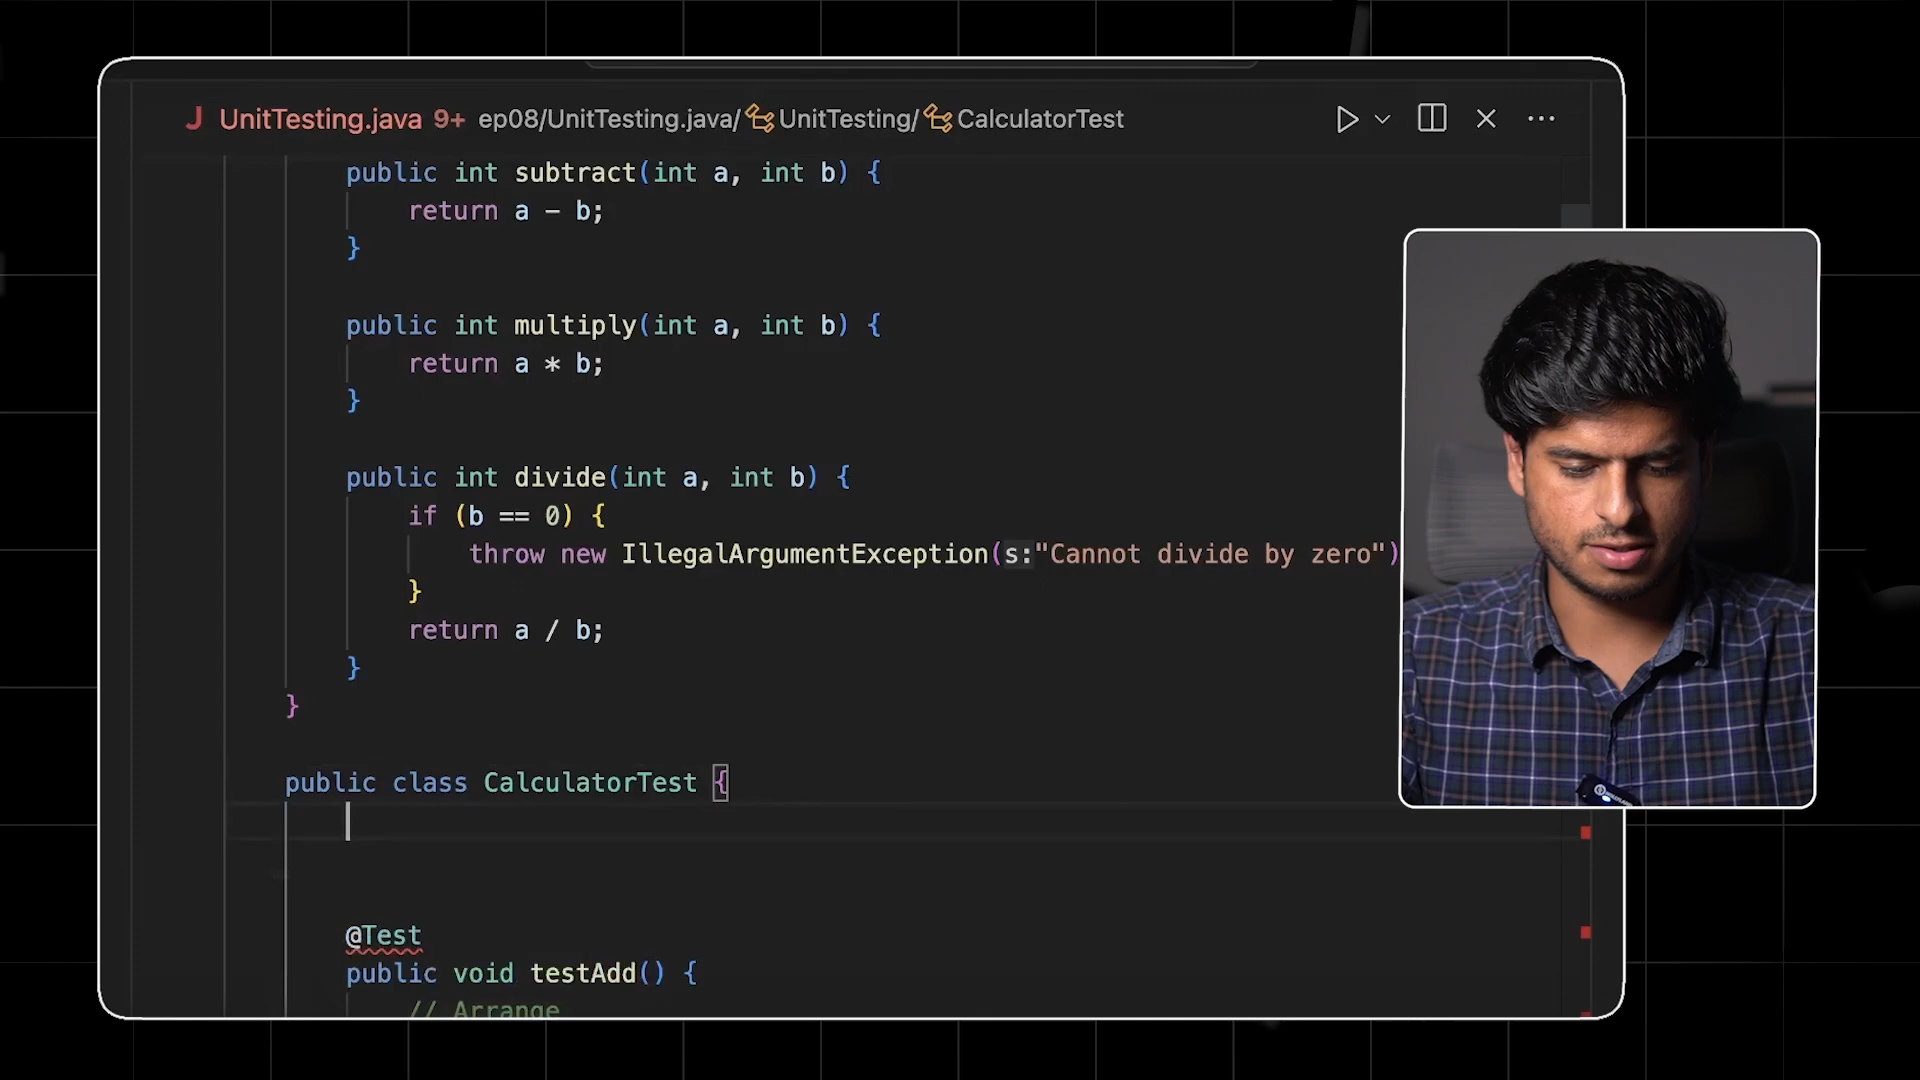 J UnitTesting.java 9+ ep08/UnitTesting.java/UnitTesting/CalculatorTest
public int subtract(int a, int b) {
return a - b;
}
public int multiply(int a, int b) {
return a * b;
}
public int divide(int a, int b) {
if (b == 0) {
throw new IllegalArgumentException(s:"Cannot divide by zero")
}
return a / b;
}
}
public class CalculatorTest {
@Test
public void testAdd() {
// Arrange